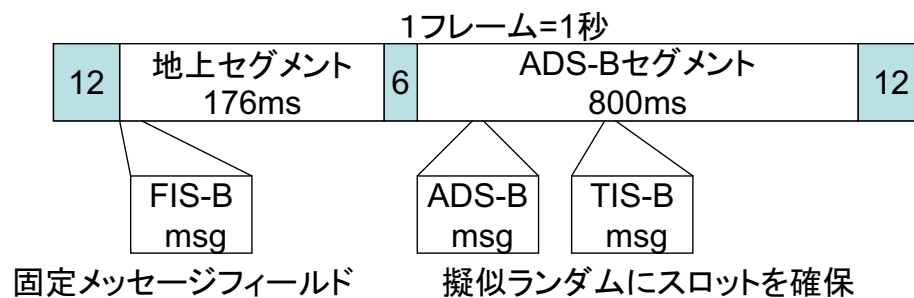 1フレーム=1秒
12
地上セグメント
176ms
6
ADS-Bセグメント
800ms
12
FIS-B
msg
ADS-B
msg
TIS-B
msg
固定メッセージフィールド
擬似ランダムにスロットを確保